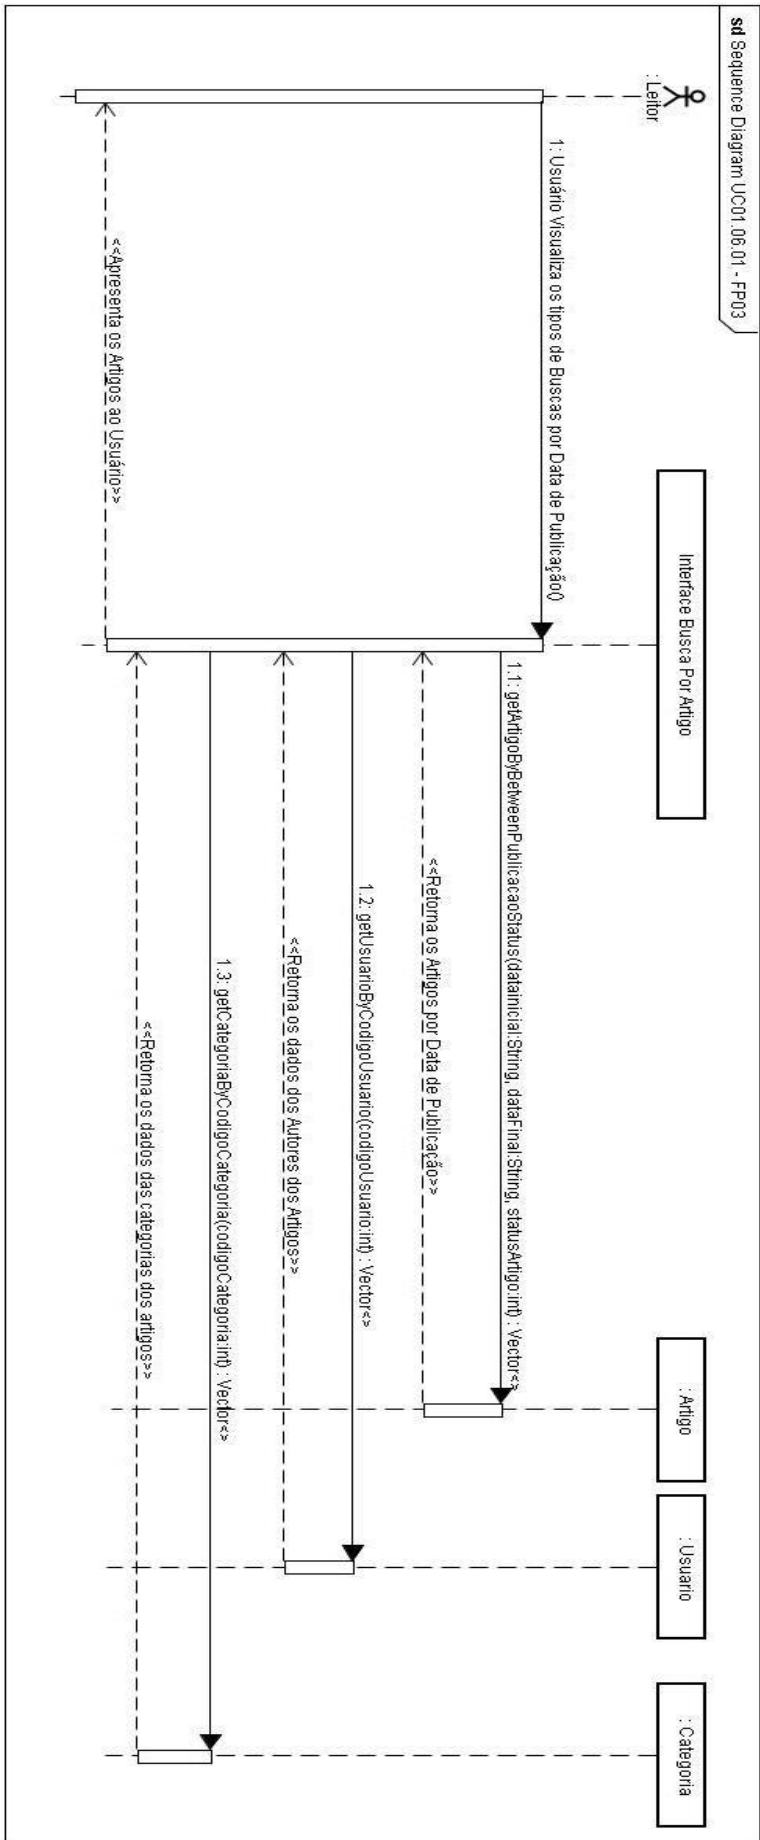 sd Sequence Diagram UC01.06.01 - FP03
: Leitor
Interface Busca Por Artigo
: Artigo
: Usuario
: Categoria
1: Usuário Visualiza os tipos de Buscas por Data de Publicação()
1.1: getArtigoByBetweenPublicacaoStatus(datainicial:String, dataFinal:String, statusArtigo:int) : Vector<>
<<Retorna os Artigos por Data de Publicação>>
1.2: getUsuarioByCodigoUsuario(codigoUsuario:int) : Vector<>
<<Retorna os dados dos Autores dos Artigos>>
1.3: getCategoriaByCodigoCategoria(codigoCategoria:int) : Vector<>
<<Retorna os dados das categorias dos artigos>>
<<Apresenta os Artigos ao Usuário>>